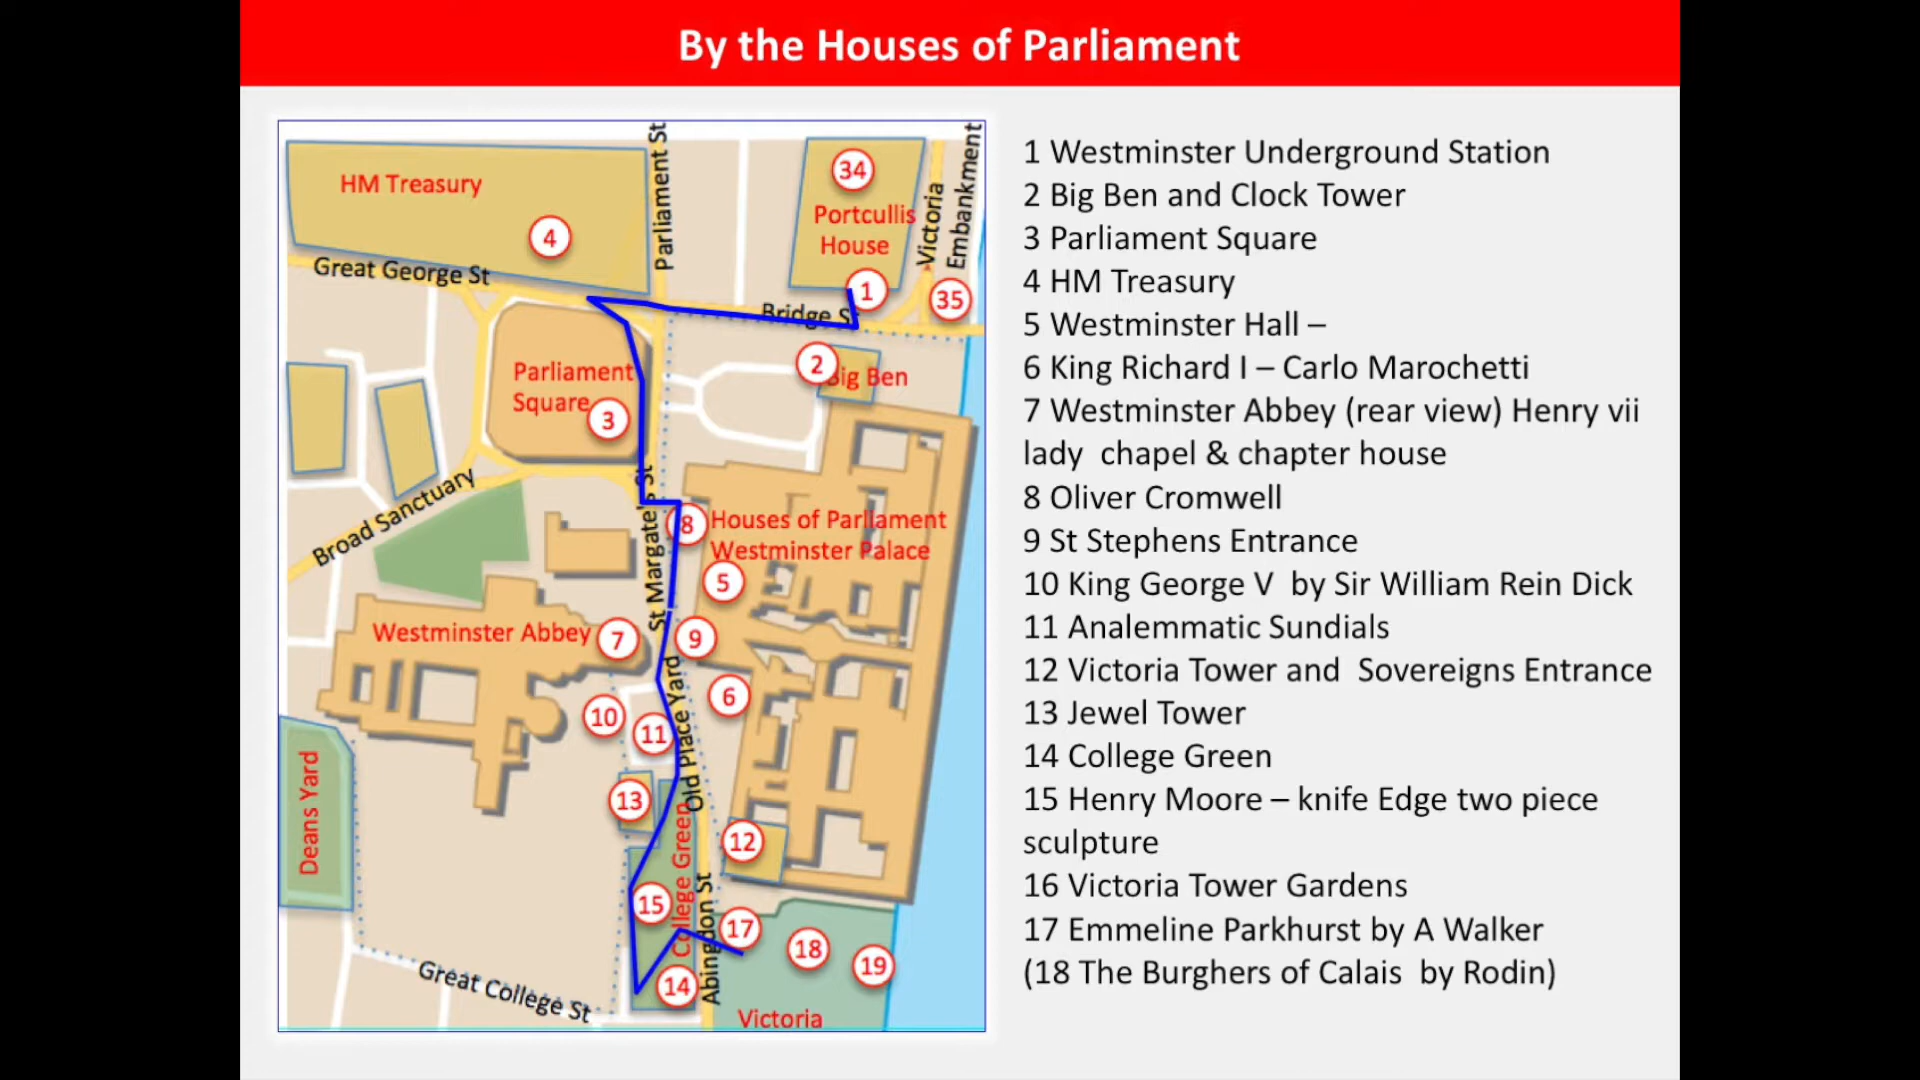 By the Houses of Parliament
HM Treasury
4
Great George St
Parliament St
34
Portcullis
House
Victoria
Embankment
1
35
Bridge S
2
Big Ben
Parliament
Square
3
Broad Sanctuary
St Margate's St
8
Houses of Parliament
Westminster Palace
5
Westminster Abbey
7
9
6
10
11
Old Place Yard
Deans Yard
13
12
College Green
15
Abingdon St
17
18
19
14
Great College St
Victoria
1 Westminster Underground Station
2 Big Ben and Clock Tower
3 Parliament Square
4 HM Treasury
5 Westminster Hall –
6 King Richard I – Carlo Marochetti
7 Westminster Abbey (rear view) Henry vii
lady chapel & chapter house
8 Oliver Cromwell
9 St Stephens Entrance
10 King George V by Sir William Rein Dick
11 Analemmatic Sundials
12 Victoria Tower and Sovereigns Entrance
13 Jewel Tower
14 College Green
15 Henry Moore – knife Edge two piece
sculpture
16 Victoria Tower Gardens
17 Emmeline Parkhurst by A Walker
(18 The Burghers of Calais by Rodin)